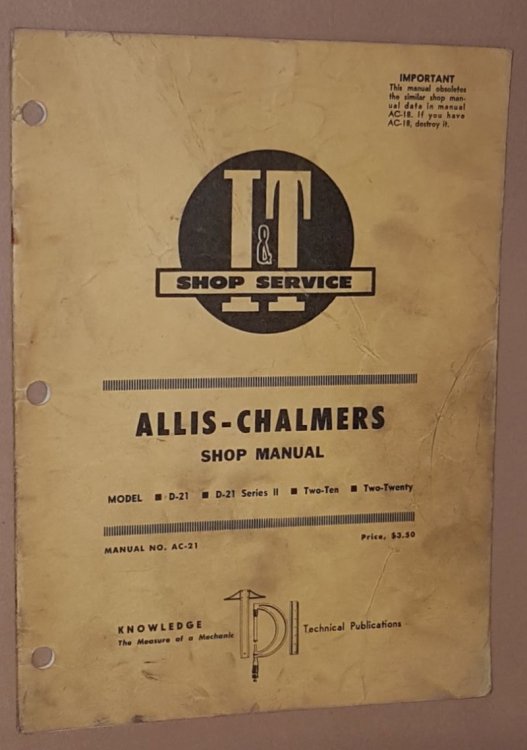 IMPORTANT
This manual obsoletes
the similar shop man-
ual data in manual
AC-18. If you have
AC-18, destroy it.
I&T
SHOP SERVICE
ALLIS-CHALMERS
SHOP MANUAL
MODEL ■ D-21 ■ D-21 Series II ■ Two-Ten ■ Two-Twenty
MANUAL NO. AC-21 Price, $3.50
KNOWLEDGE
The Measure of a Mechanic
TPI
Technical Publications